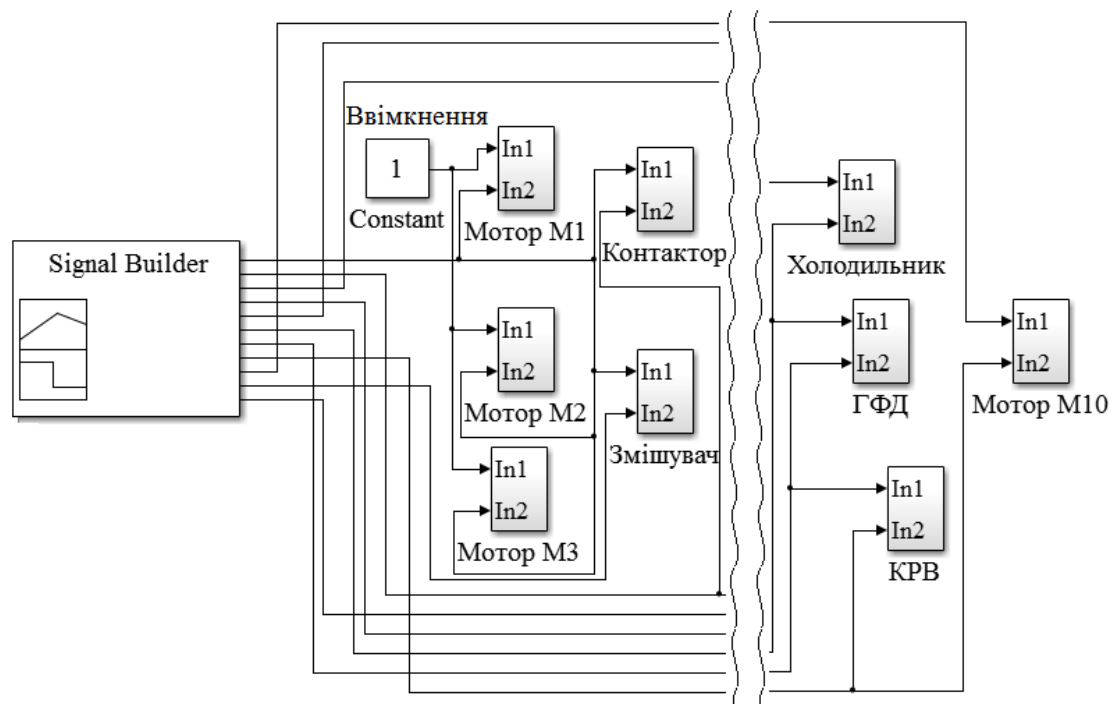 Ввімкнення
1
Constant
In1
In2
Мотор М1
In1
In2
Контактор
In1
In2
Холодильник
Signal Builder
In1
In2
Мотор М2
In1
In2
Змішувач
In1
In2
ГФД
In1
In2
Мотор М10
In1
In2
Мотор М3
In1
In2
КРВ